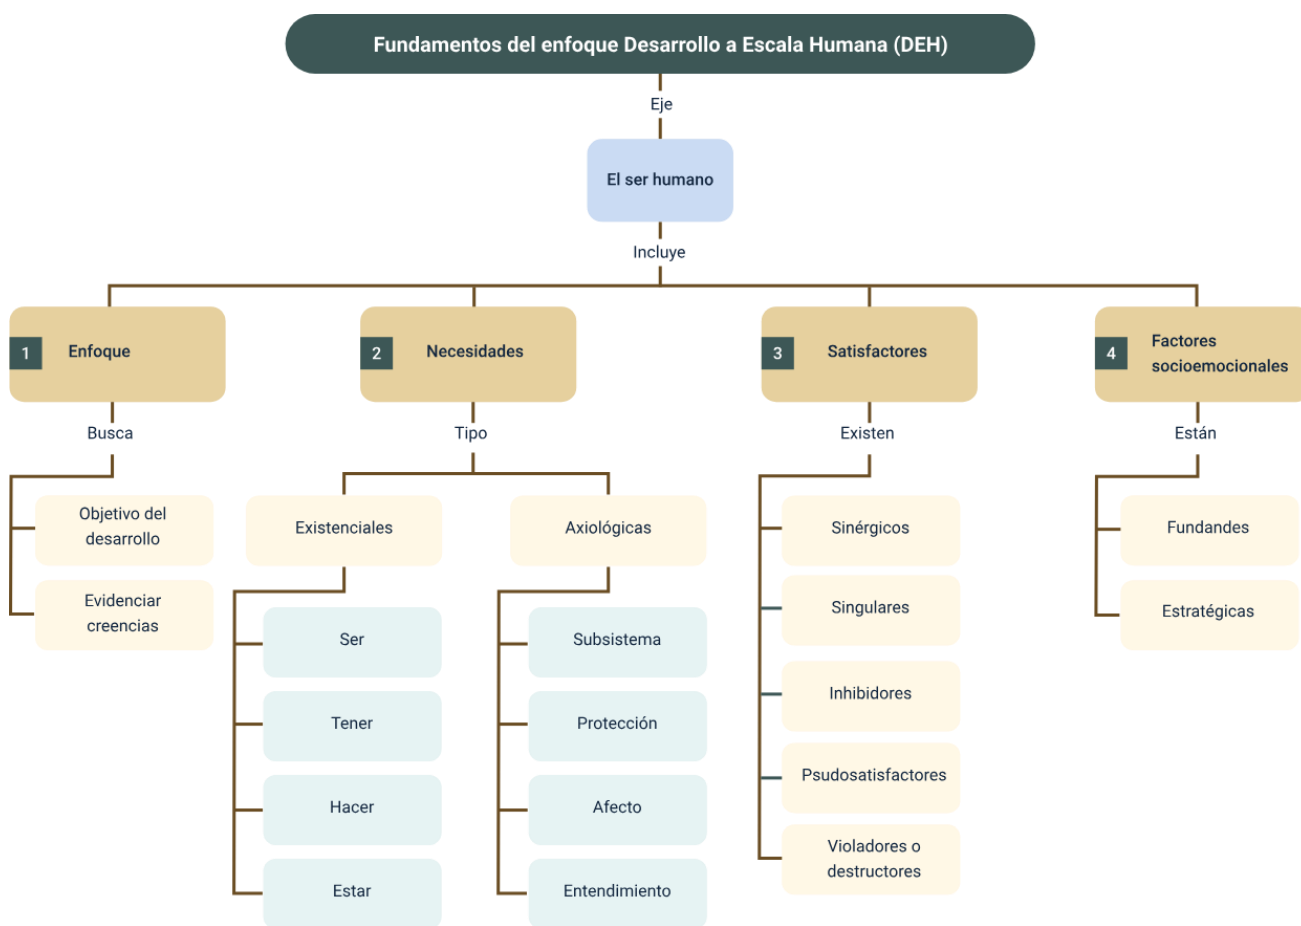 Fundamentos del enfoque Desarrollo a Escala Humana (DEH)
Eje
El ser humano
Incluye
1
Enfoque
2
Necesidades
3
Satisfactores
4
Factores
socioemocionales
Busca
Tipo
Existen
Están
Objetivo del
desarrollo
Evidenciar
creencias
Existenciales
Ser
Tener
Hacer
Estar
Axiológicas
Subsistema
Protección
Afecto
Entendimiento
Sinérgicos
Singulares
Inhibidores
Psudosatisfactores
Violadores o
destructores
Fundandes
Estratégicas